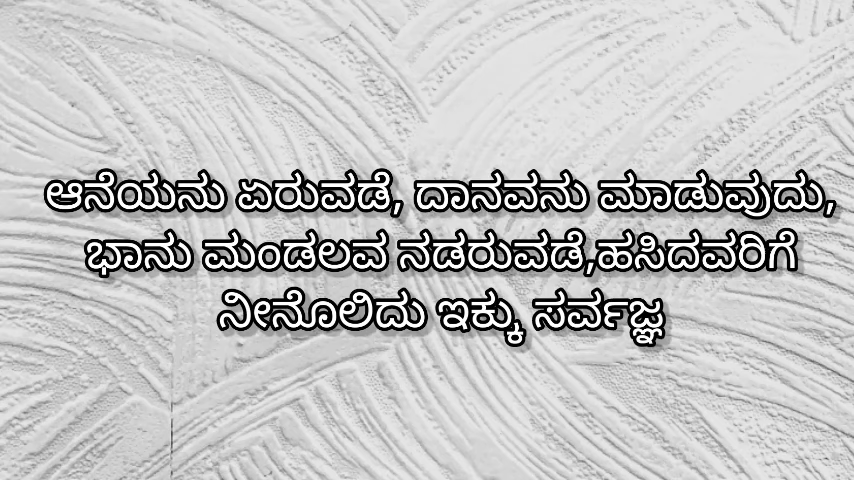 ಆನೆಯನು ಏರುವಡೆ, ದಾನವನು ಮಾಡುವುದು,
ಭಾನು ಮಂಡಲವ ನಡರುವಡೆ,ಹಸಿದವರಿಗೆ
ನೀನೊಲಿದು ಇಕ್ಕು ಸರ್ವಜ್ಞ